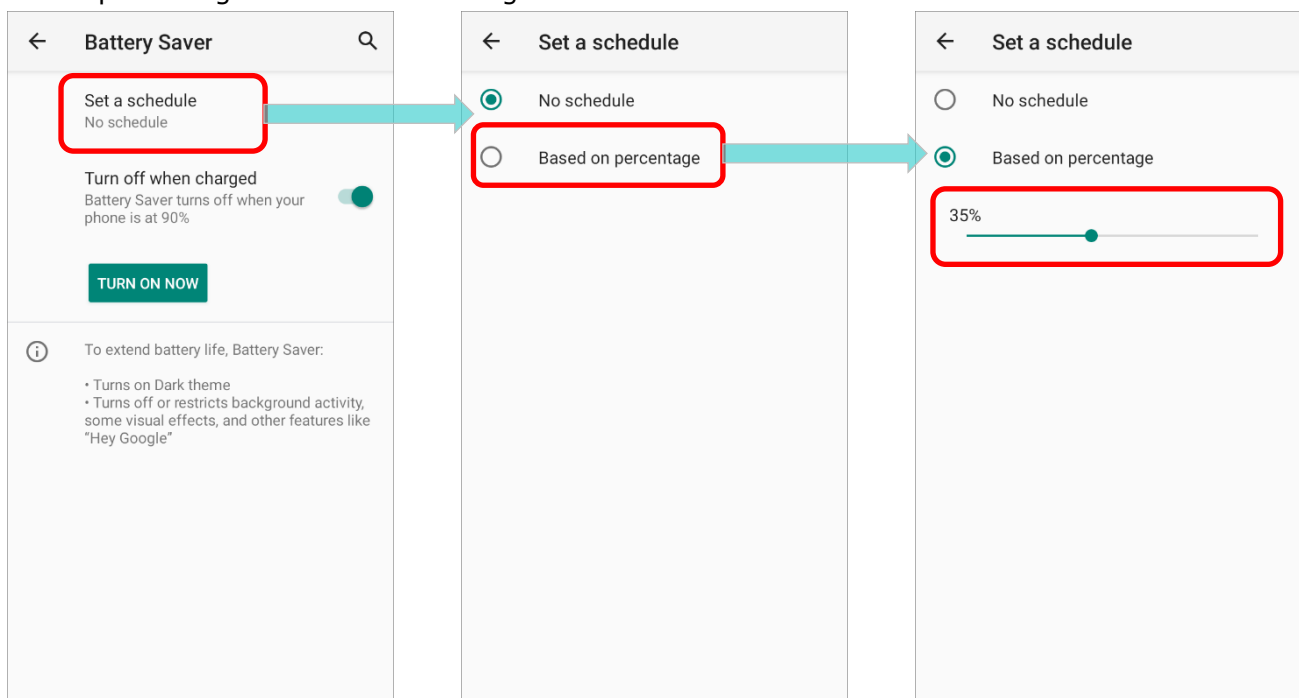 Battery Saver
Set a schedule
No schedule
Turn off when charged
Battery Saver turns off when your
phone is at 90%
TURN ON NOW
To extend battery life, Battery Saver:
• Turns on Dark theme
• Turns off or restricts background activity,
some visual effects, and other features like
“Hey Google”
Set a schedule
No schedule
Based on percentage
Set a schedule
No schedule
Based on percentage
35%